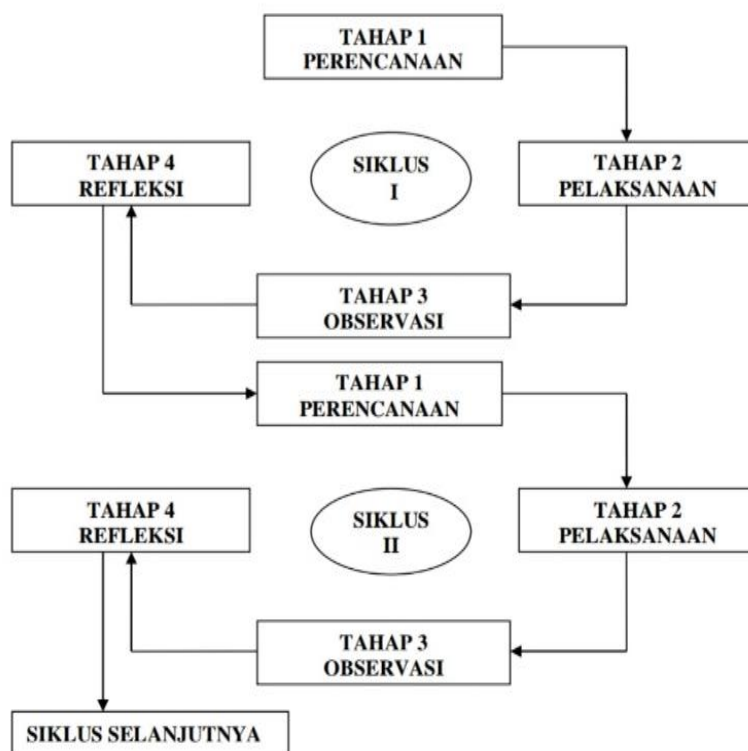 TAHAP 1
PERENCANAAN
TAHAP 4
REFLEKSI
SIKLUS
I
TAHAP 2
PELAKSANAAN
TAHAP 3
OBSERVASI
TAHAP 1
PERENCANAAN
TAHAP 4
REFLEKSI
SIKLUS
II
TAHAP 2
PELAKSANAAN
TAHAP 3
OBSERVASI
SIKLUS SELANJUTNYA